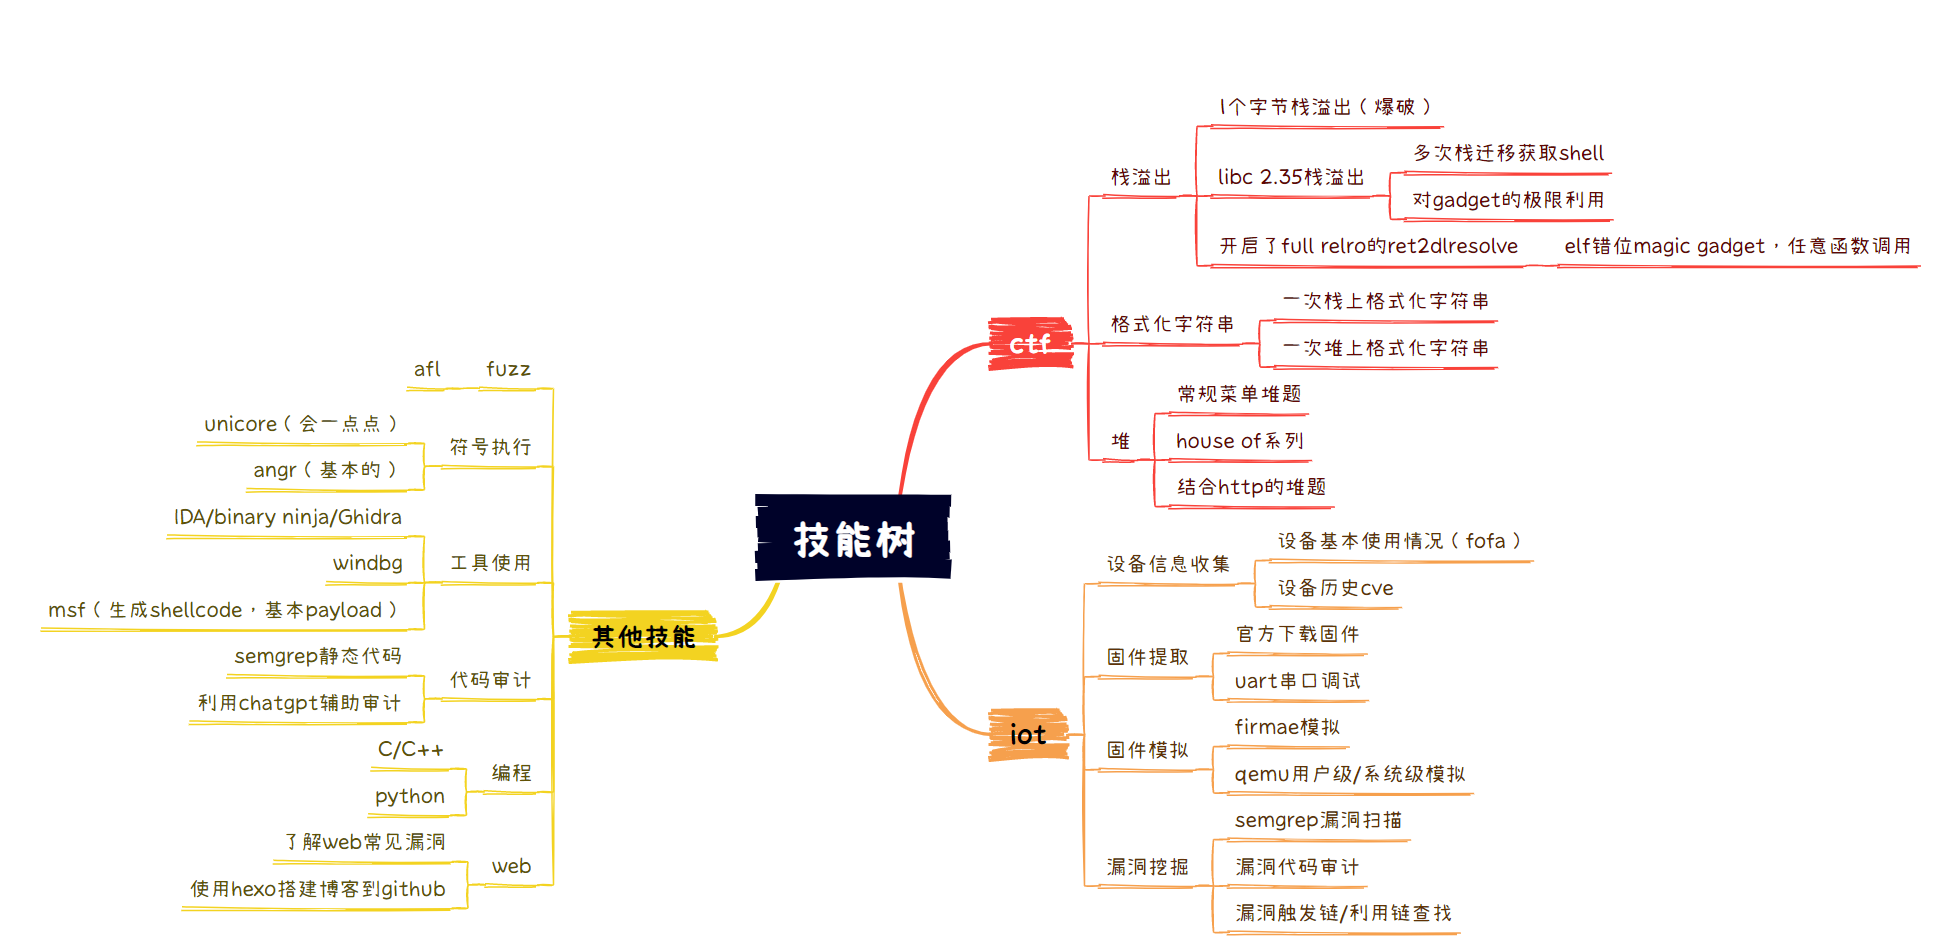 技能树
ctf
栈溢出
1个字节栈溢出（爆破）
libc 2.35栈溢出
多次栈迁移获取shell
对gadget的极限利用
开启了full relro的ret2dlresolve
elf错位magic gadget，任意函数调用
格式化字符串
一次栈上格式化字符串
一次堆上格式化字符串
堆
常规菜单堆题
house of系列
结合http的堆题
iot
设备信息收集
设备基本使用情况（fofa）
设备历史cve
固件提取
官方下载固件
uart串口调试
固件模拟
firmae模拟
qemu用户级/系统级模拟
漏洞挖掘
semgrep漏洞扫描
漏洞代码审计
漏洞触发链/利用链查找
其他技能
fuzz
afl
符号执行
unicore（会一点点）
angr（基本的）
工具使用
IDA/binary ninja/Ghidra
windbg
msf（生成shellcode，基本payload）
代码审计
semgrep静态代码
利用chatgpt辅助审计
编程
C/C++
python
web
了解web常见漏洞
使用hexo搭建博客到github